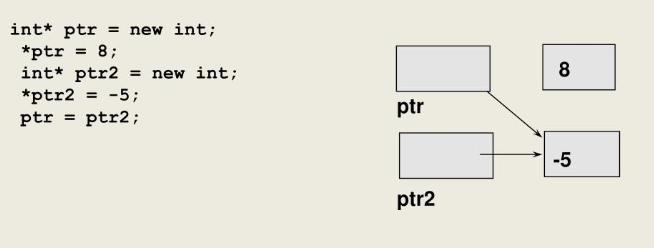 int* ptr = new int;
*ptr = 8;
int* ptr2 = new int;
*ptr2 = -5;
ptr = ptr2;
8
ptr
-5
ptr2